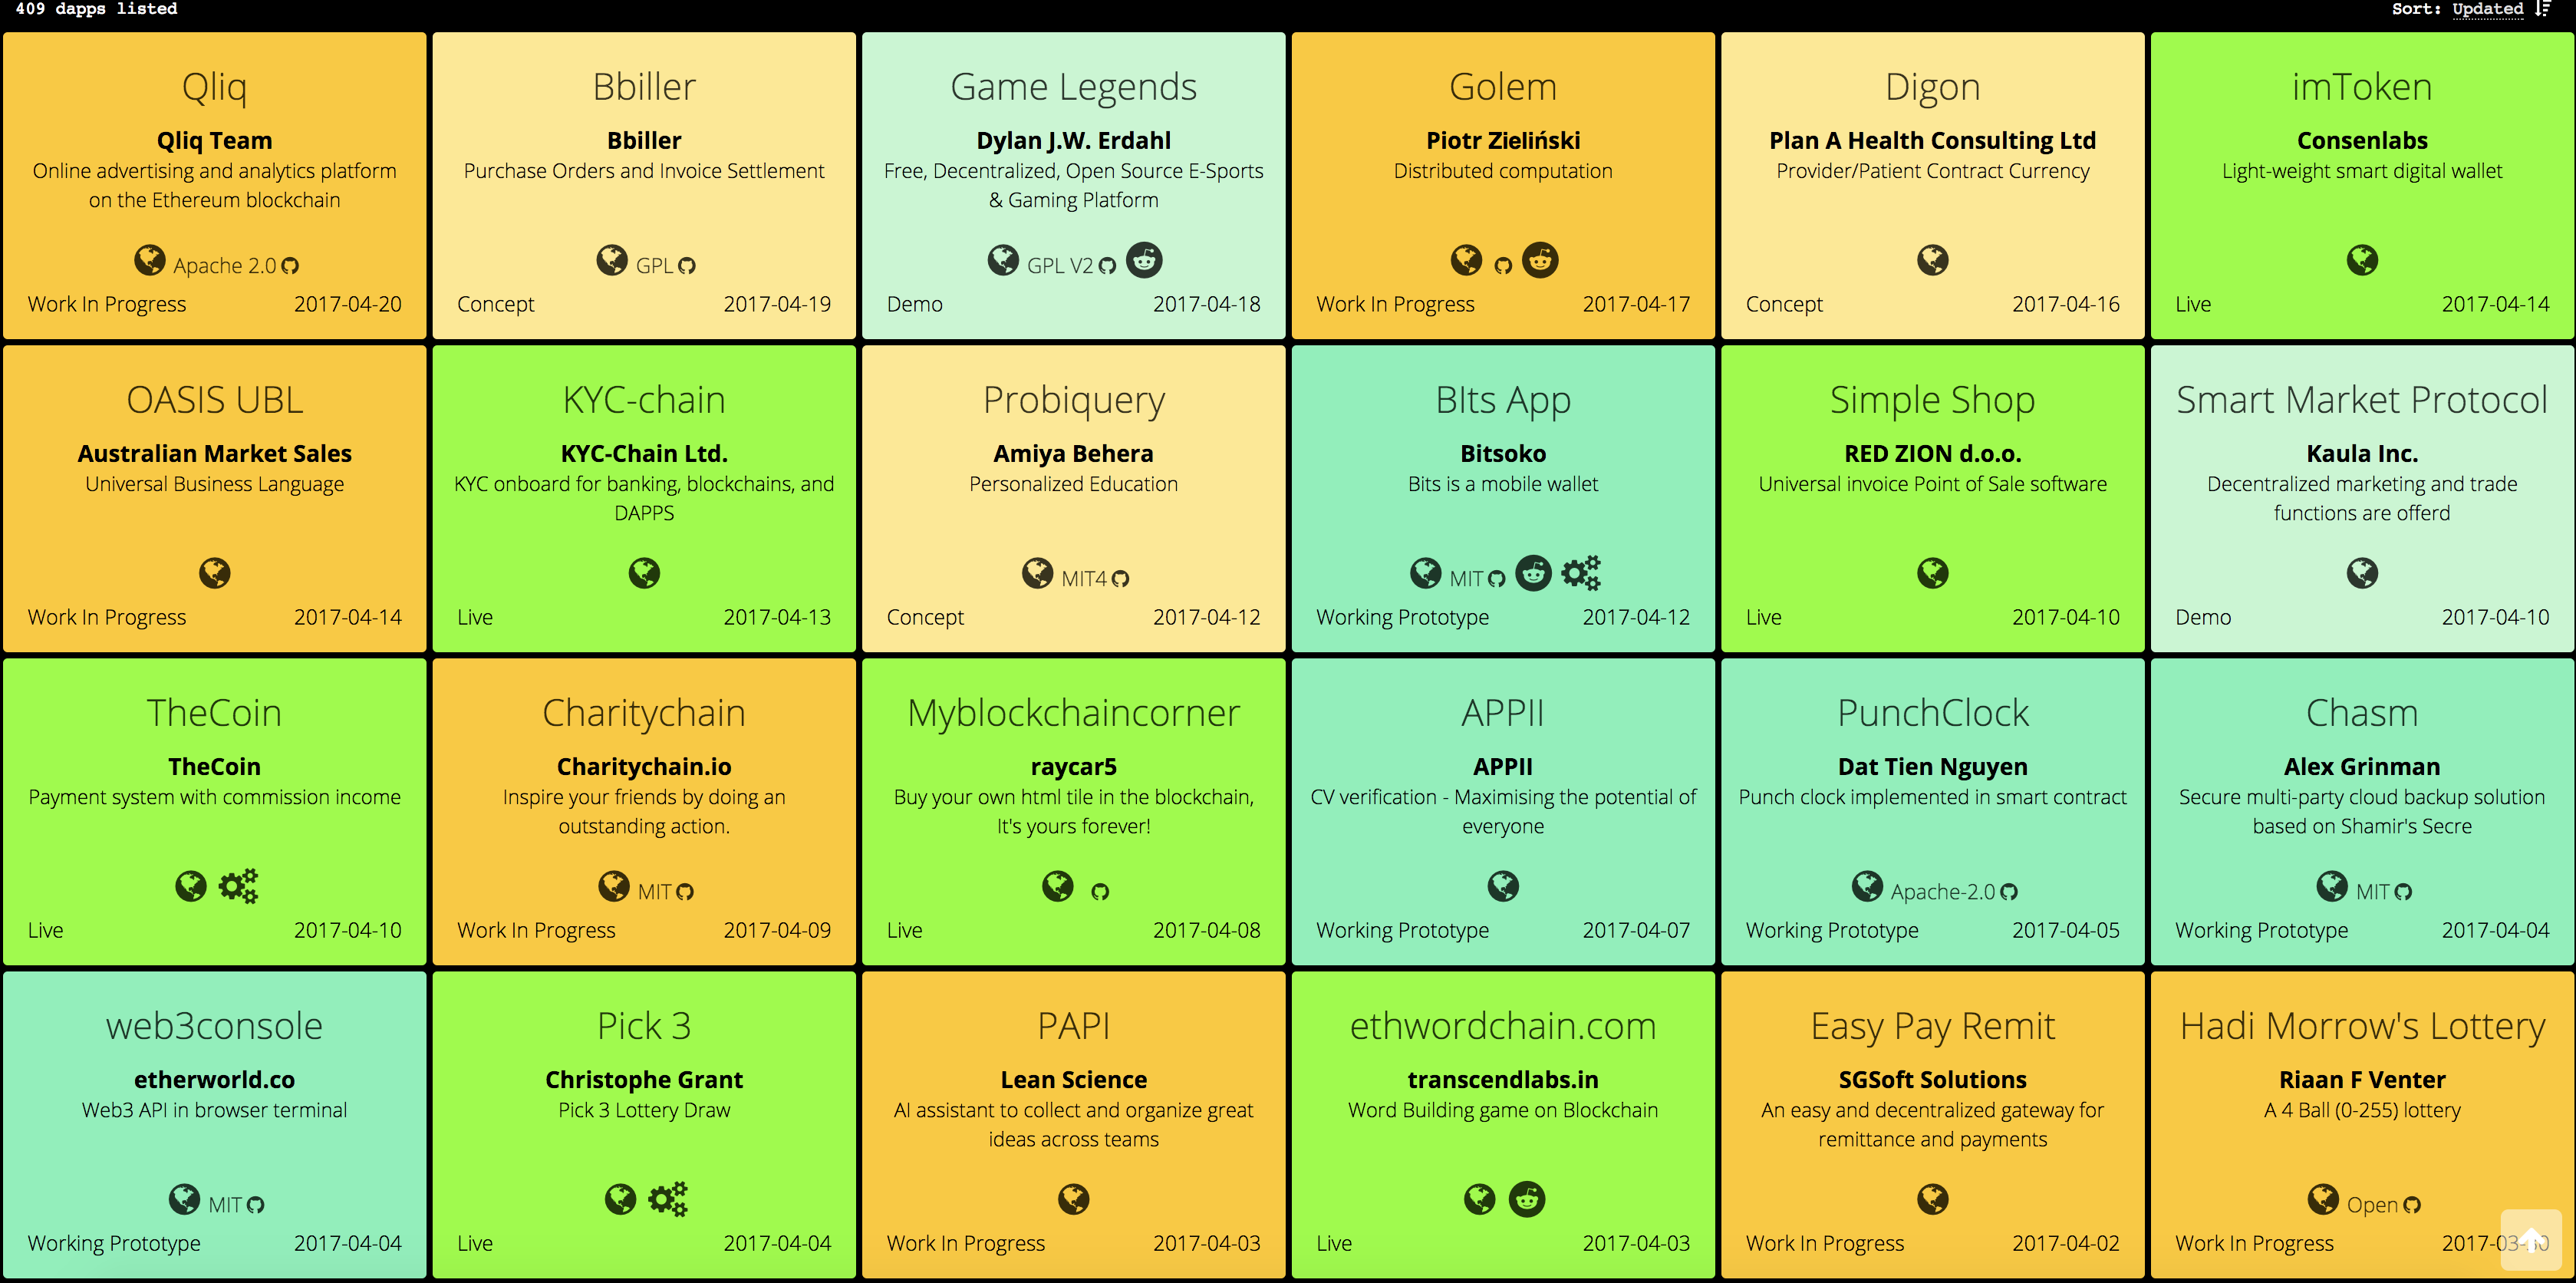 409 dapps listed
Sort: Updated
Qliq
Qliq Team
Online advertising and analytics platform
on the Ethereum blockchain
Apache 2.0
Work In Progress 2017-04-20
Bbiller
Bbiller
Purchase Orders and Invoice Settlement
GPL
Concept 2017-04-19
Game Legends
Dylan J.W. Erdahl
Free, Decentralized, Open Source E-Sports
& Gaming Platform
GPL V2
Demo 2017-04-18
Golem
Piotr Zieliński
Distributed computation
Work In Progress 2017-04-17
Digon
Plan A Health Consulting Ltd
Provider/Patient Contract Currency
Concept 2017-04-16
imToken
Consenlabs
Light-weight smart digital wallet
Live 2017-04-14
OASIS UBL
Australian Market Sales
Universal Business Language
Work In Progress 2017-04-14
KYC-chain
KYC-Chain Ltd.
KYC onboard for banking, blockchains, and
DAPPS
Live 2017-04-13
Probiquery
Amiya Behera
Personalized Education
MIT4
Concept 2017-04-12
BIts App
Bitsoko
Bits is a mobile wallet
MIT
Working Prototype 2017-04-12
Simple Shop
RED ZION d.o.o.
Universal invoice Point of Sale software
Live 2017-04-10
Smart Market Protocol
Kaula Inc.
Decentralized marketing and trade
functions are offerd
Demo 2017-04-10
TheCoin
TheCoin
Payment system with commission income
Live 2017-04-10
Charitychain
Charitychain.io
Inspire your friends by doing an
outstanding action.
MIT
Work In Progress 2017-04-09
Myblockchaincorner
raycar5
Buy your own html tile in the blockchain,
It's yours forever!
Live 2017-04-08
APPII
APPII
CV verification - Maximising the potential of
everyone
Working Prototype 2017-04-07
PunchClock
Dat Tien Nguyen
Punch clock implemented in smart contract
Apache-2.0
Working Prototype 2017-04-05
Chasm
Alex Grinman
Secure multi-party cloud backup solution
based on Shamir's Secre
MIT
Working Prototype 2017-04-04
web3console
etherworld.co
Web3 API in browser terminal
MIT
Working Prototype 2017-04-04
Pick 3
Christophe Grant
Pick 3 Lottery Draw
Live 2017-04-04
PAPI
Lean Science
AI assistant to collect and organize great
ideas across teams
Work In Progress 2017-04-03
ethwordchain.com
transcendlabs.in
Word Building game on Blockchain
Live 2017-04-03
Easy Pay Remit
SGSoft Solutions
An easy and decentralized gateway for
remittance and payments
Work In Progress 2017-04-02
Hadi Morrow's Lottery
Riaan F Venter
A 4 Ball (0-255) lottery
Open
Work In Progress